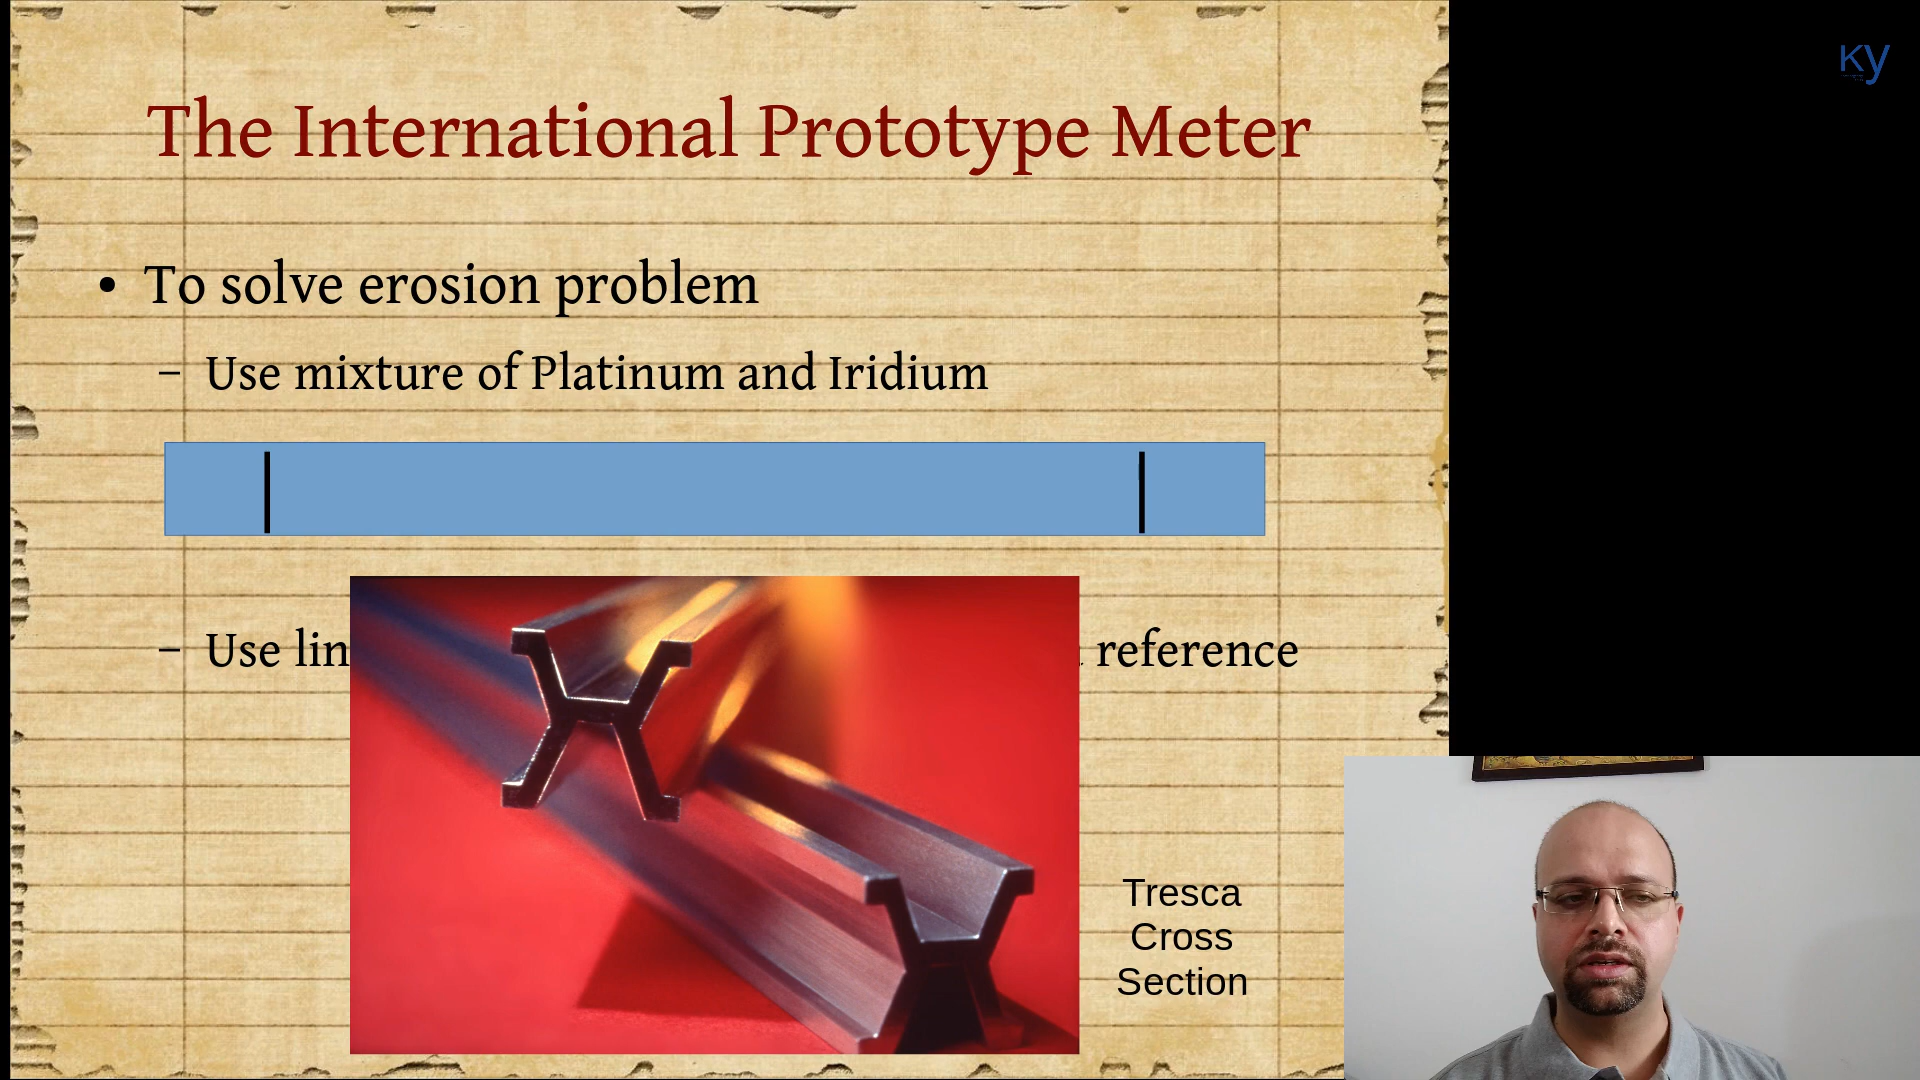 The International Prototype Meter
• To solve erosion problem
– Use mixture of Platinum and Iridium
– Use lin reference
Tresca
Cross
Section
Ky